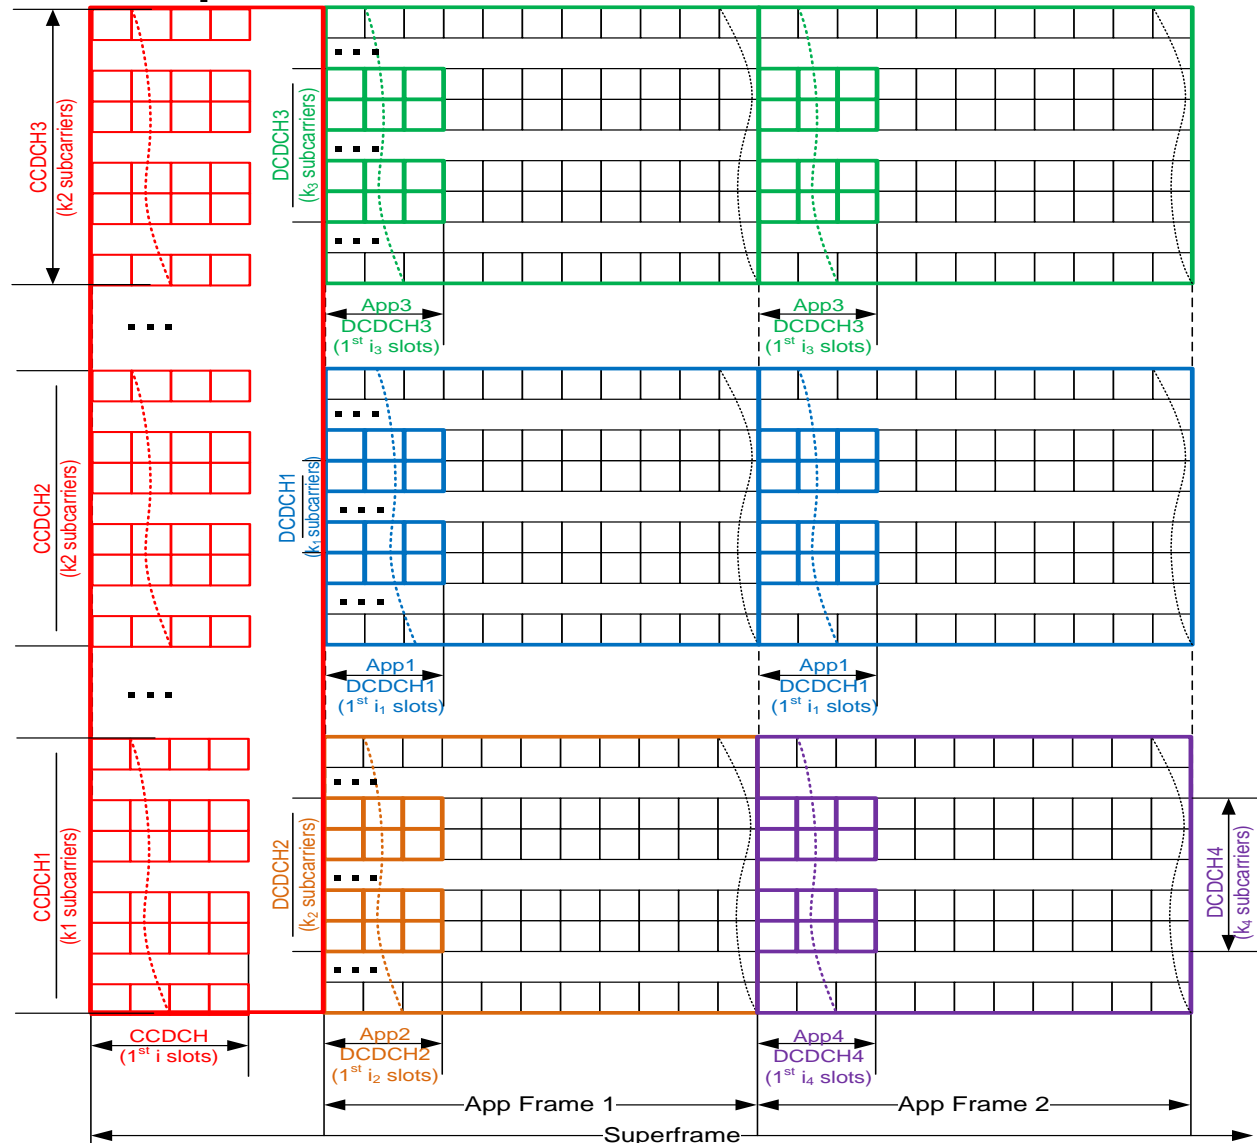 CCDCH3
(k2 subcarriers)
DCDCH3
(k₃ subcarriers)
App3
DCDCH3
(1ˢᵗ i₃ slots)
App3
DCDCH3
(1ˢᵗ i₃ slots)
CCDCH2
(k2 subcarriers)
DCDCH1
(k₁ subcarriers)
App1
DCDCH1
(1ˢᵗ i₁ slots)
App1
DCDCH1
(1ˢᵗ i₁ slots)
CCDCH1
(k1 subcarriers)
DCDCH2
(k₂ subcarriers)
DCDCH4
(k₄ subcarriers)
CCDCH
(1ˢᵗ i slots)
App2
DCDCH2
(1ˢᵗ i₂ slots)
App4
DCDCH4
(1ˢᵗ i₄ slots)
App Frame 1
App Frame 2
Superframe